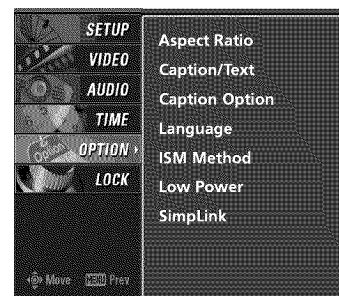 SETUP
VIDEO
AUDIO
TIME
OPTION
LOCK
Aspect Ratio
Caption/Text
Caption Option
Language
ISM Method
Low Power
SimpLink
Option
Move MENU Prev